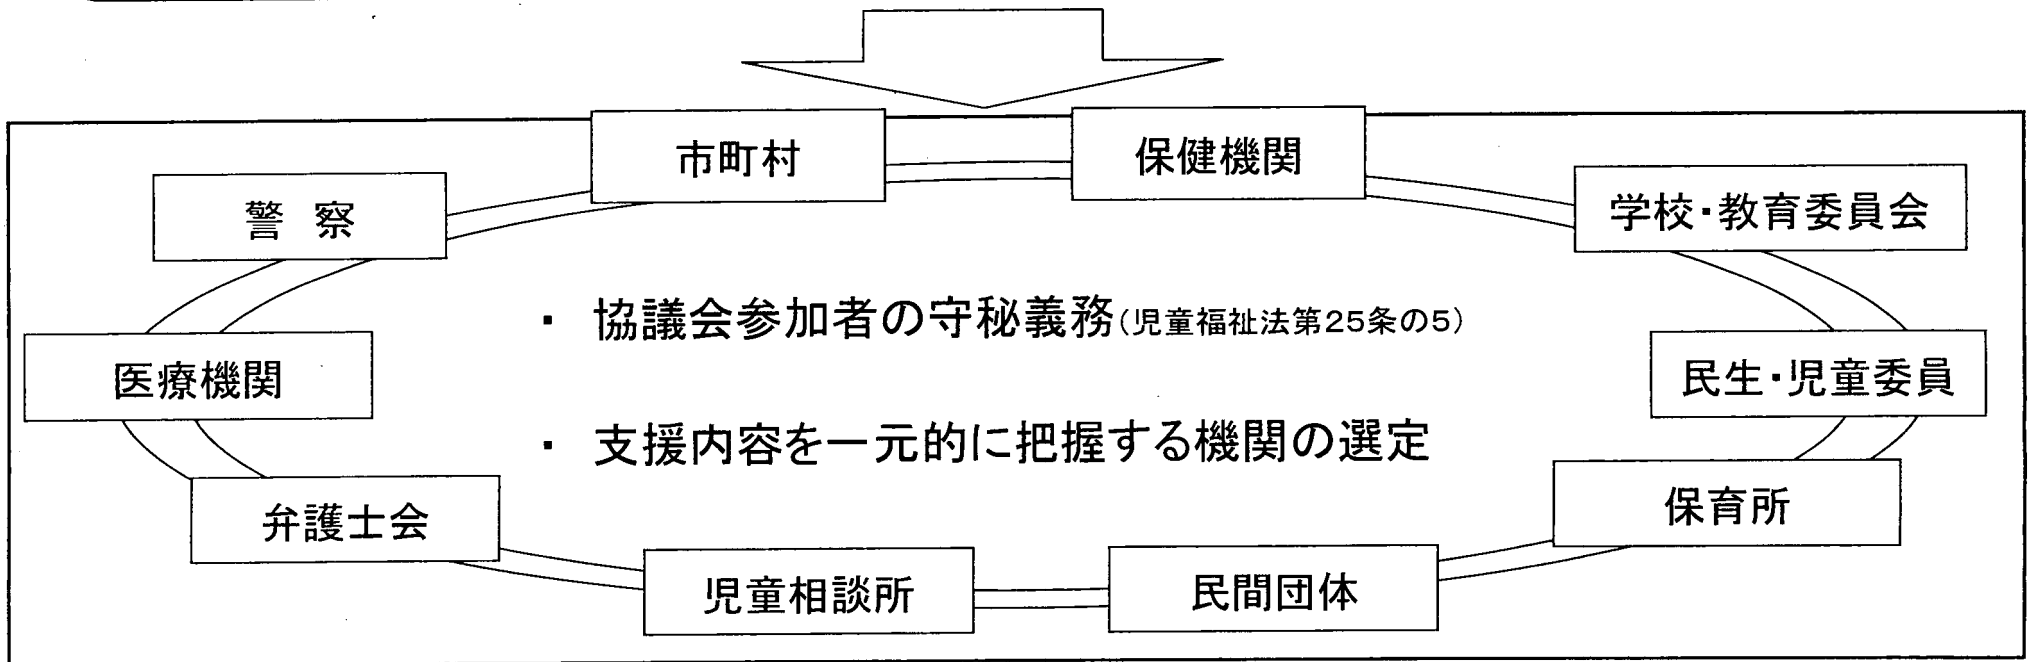 市町村
保健機関
警 察
学校・教育委員会
・ 協議会参加者の守秘義務(児童福祉法第25条の5)
医療機関
民生・児童委員
・ 支援内容を一元的に把握する機関の選定
弁護士会
保育所
児童相談所
民間団体